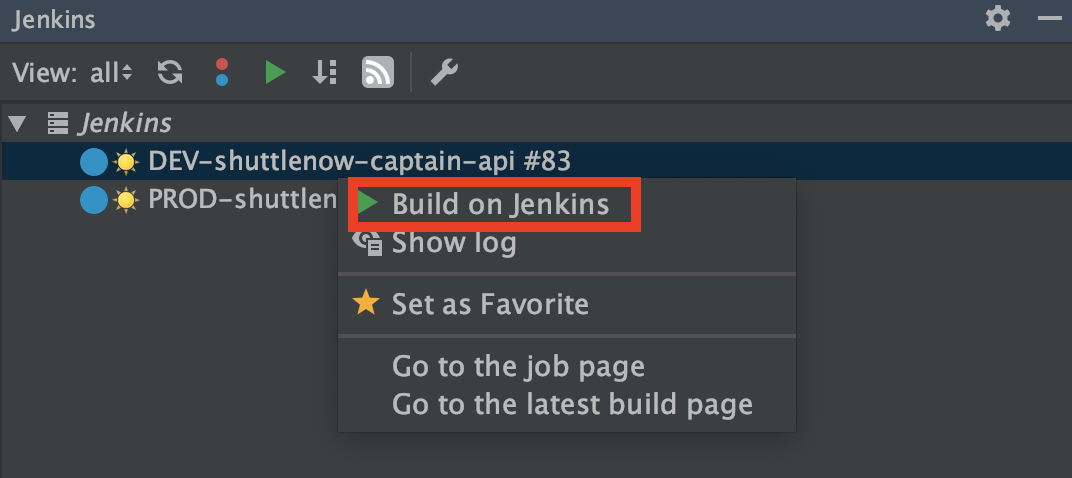 Jenkins
View: all
Jenkins
DEV-shuttlenow-captain-api #83
PROD-shuttlen
Build on Jenkins
Show log
Set as Favorite
Go to the job page
Go to the latest build page